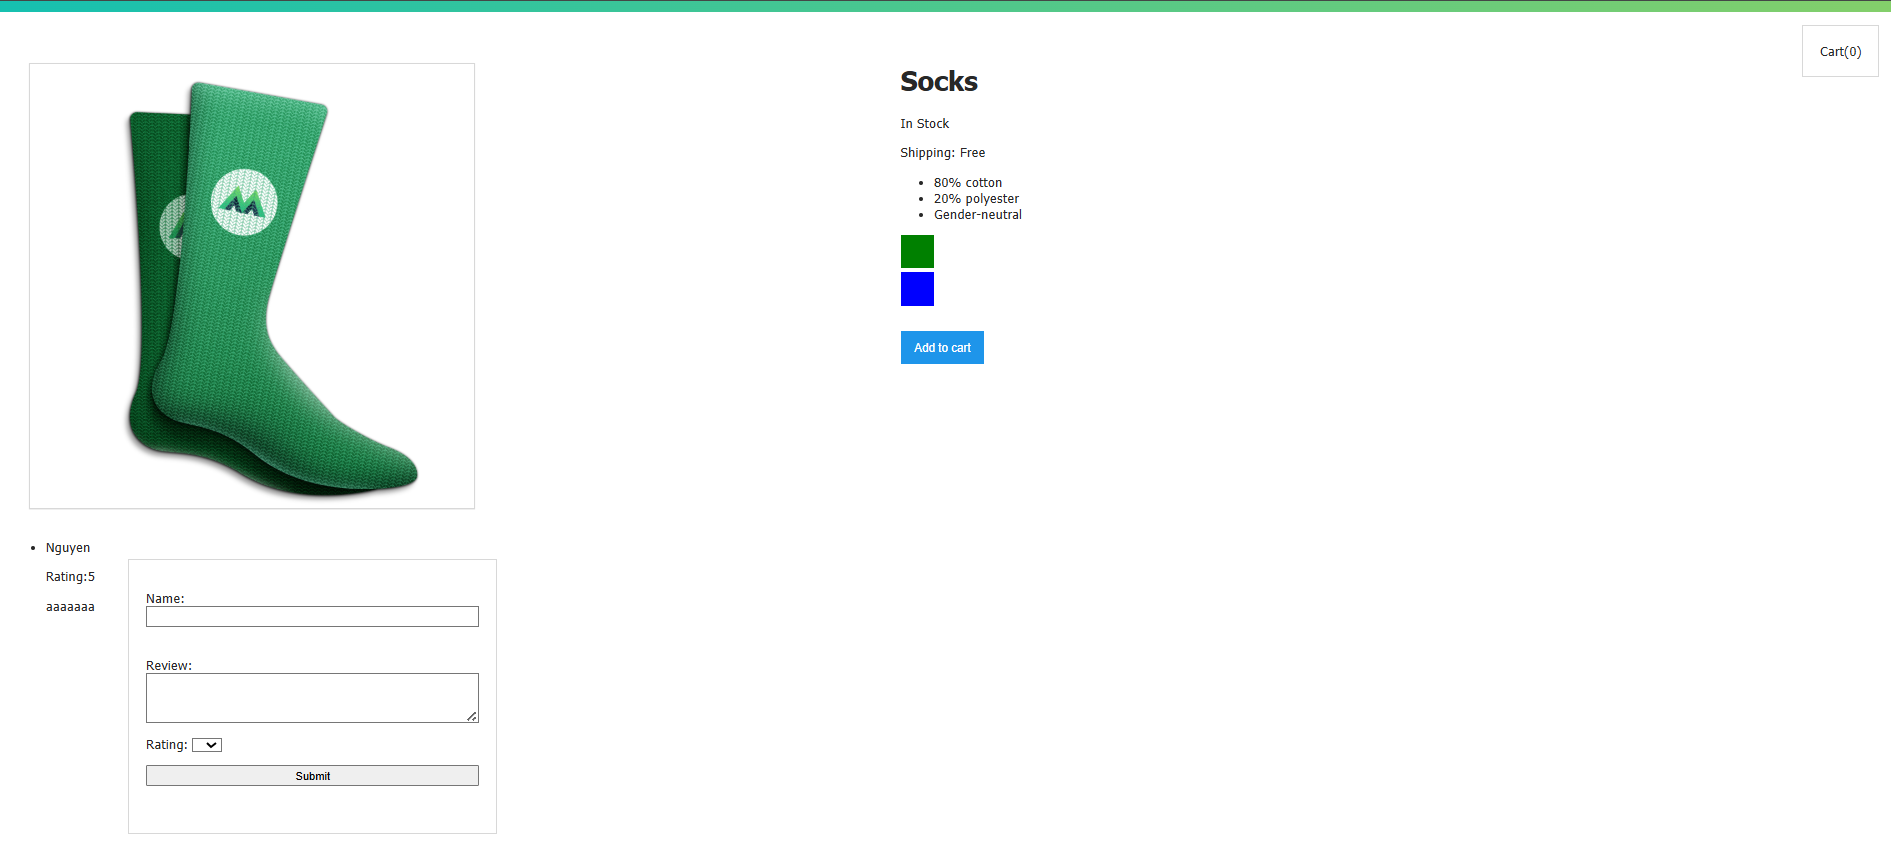 Cart(0)
Socks
In Stock
Shipping: Free
80% cotton
20% polyester
Gender-neutral
Add to cart
Nguyen
Rating:5
aaaaaaa
Name:
Review:
Rating:
Submit